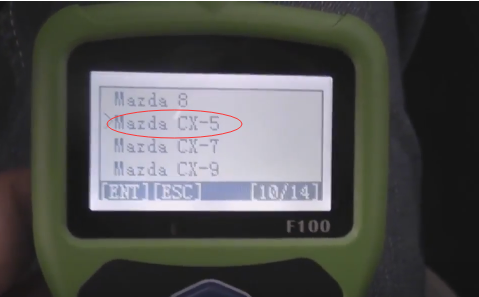 Mazda 8
Mazda CX-5
Mazda CX-7
Mazda CX-9
[ENT][ESC] [10/14]
F100